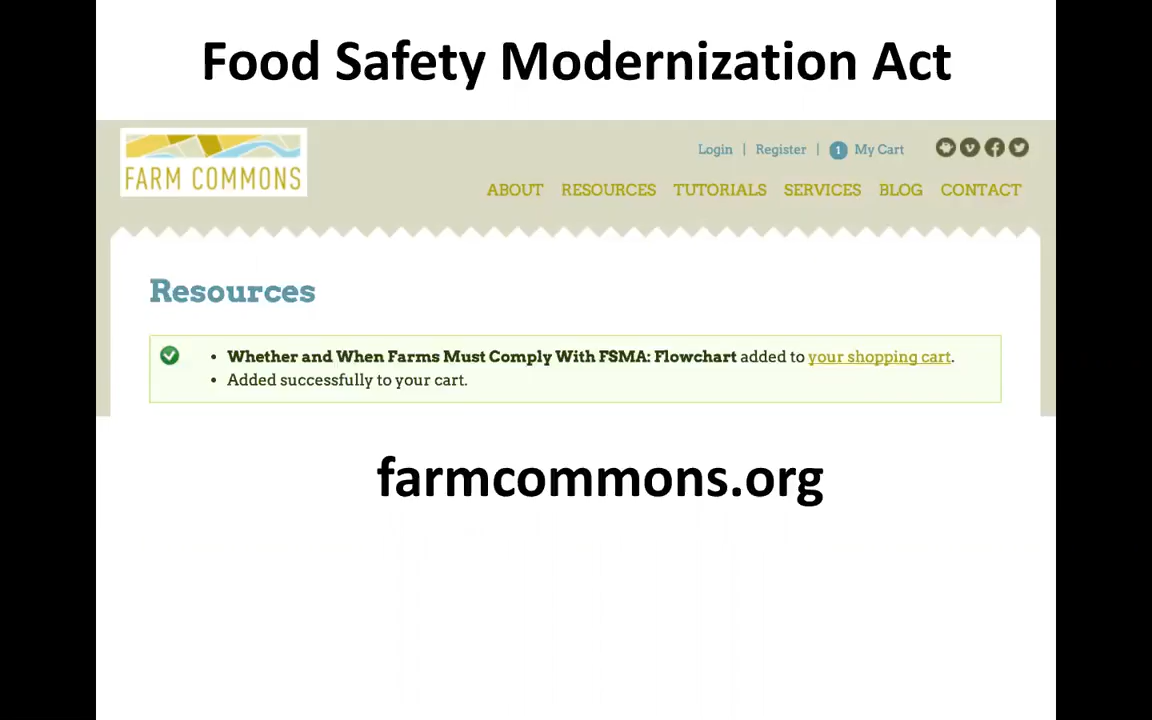 Food Safety Modernization Act
FARM COMMONS
Login | Register | 1 My Cart
ABOUT RESOURCES TUTORIALS SERVICES BLOG CONTACT
Resources
• Whether and When Farms Must Comply With FSMA: Flowchart added to your shopping cart.
• Added successfully to your cart.
farmcommons.org